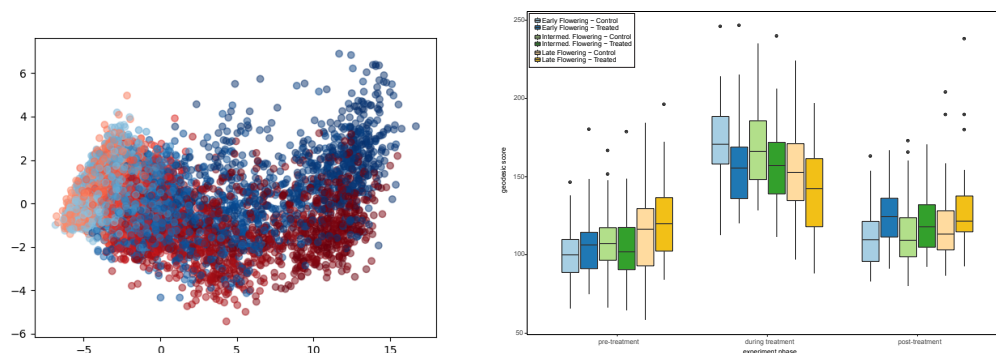 6
4
2
0
−2
−4
−6
−5
0
5
10
15
250
200
150
100
50
geodesic score
Early Flowering − Control
Early Flowering − Treated
Intermed. Flowering − Control
Intermed. Flowering − Treated
Late Flowering − Control
Late Flowering − Treated
pre-treatment
during treatment
post-treatment
experiment phase